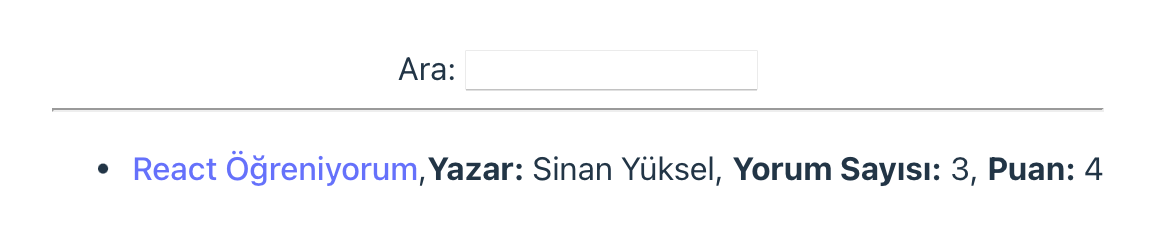 Ara:
React Öğreniyorum,Yazar: Sinan Yüksel, Yorum Sayısı: 3, Puan: 4